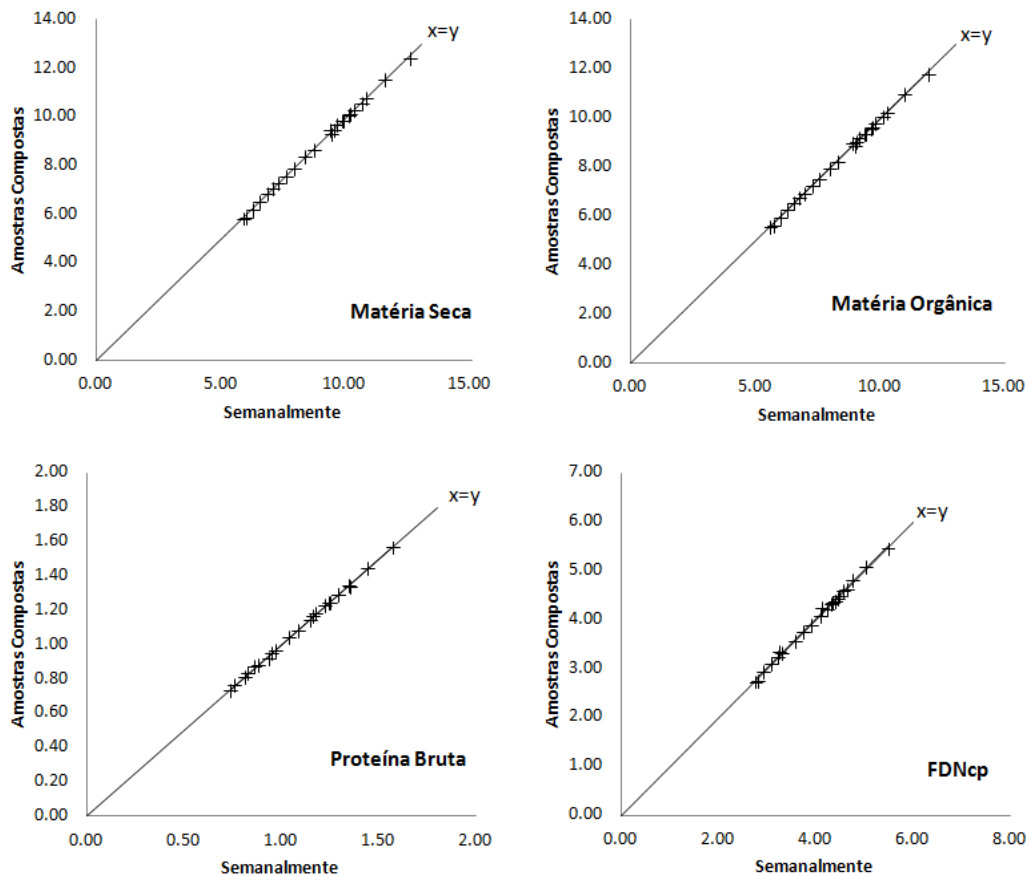 14.00
x=y
12.00
10.00
8.00
6.00
4.00
2.00
0.00
Amostras Compostas
Matéria Seca
0.00 5.00 10.00 15.00
Semanalmente
14.00
x=y
12.00
10.00
8.00
6.00
4.00
2.00
0.00
Amostras Compostas
Matéria Orgânica
0.00 5.00 10.00 15.00
Semanalmente
2.00
1.80
x=y
1.60
1.40
1.20
1.00
0.80
0.60
0.40
0.20
0.00
Amostras Compostas
Proteína Bruta
0.00 0.50 1.00 1.50 2.00
Semanalmente
7.00
6.00
x=y
5.00
4.00
3.00
2.00
1.00
0.00
Amostras Compostas
FDNcp
0.00 2.00 4.00 6.00 8.00
Semanalmente